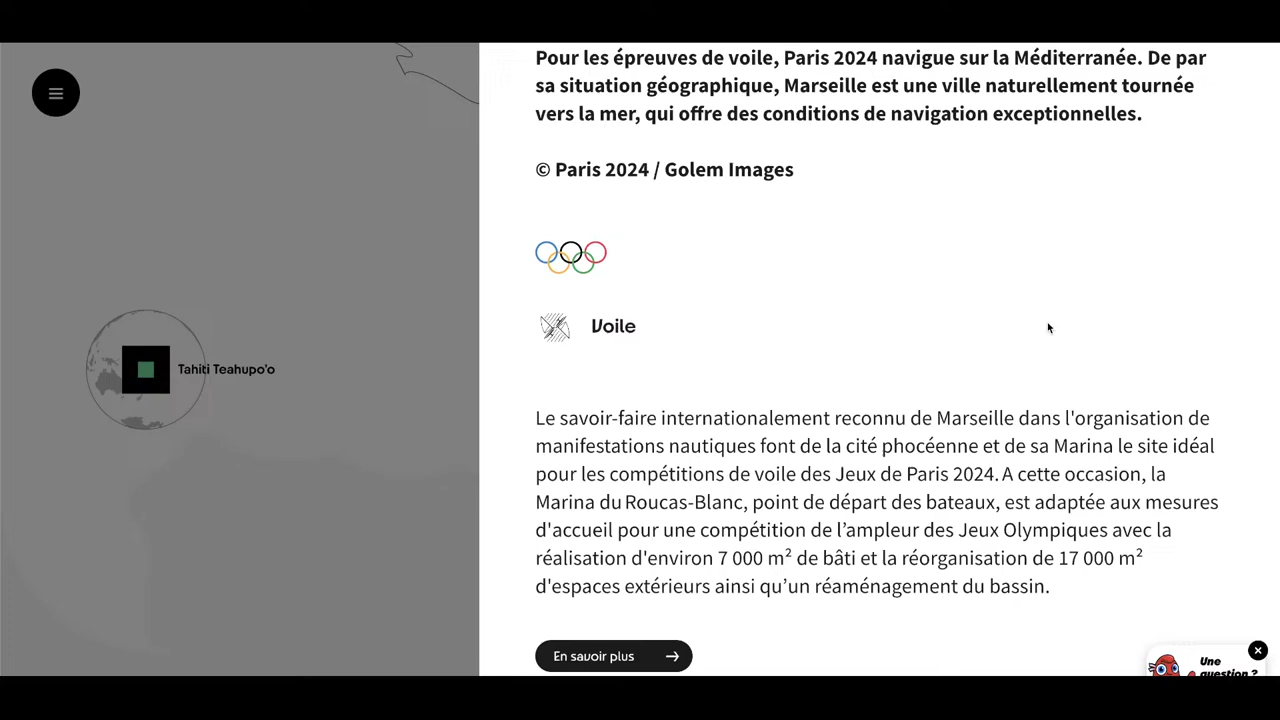 Pour les épreuves de voile, Paris 2024 navigue sur la Méditerranée. De par
sa situation géographique, Marseille est une ville naturellement tournée
vers la mer, qui offre des conditions de navigation exceptionnelles.
© Paris 2024 / Golem Images
Voile
Tahiti Teahupo'o
Le savoir-faire internationalement reconnu de Marseille dans l'organisation de
manifestations nautiques font de la cité phocéenne et de sa Marina le site idéal
pour les compétitions de voile des Jeux de Paris 2024. A cette occasion, la
Marina du Roucas-Blanc, point de départ des bateaux, est adaptée aux mesures
d'accueil pour une compétition de l’ampleur des Jeux Olympiques avec la
réalisation d'environ 7 000 m² de bâti et la réorganisation de 17 000 m²
d'espaces extérieurs ainsi qu’un réaménagement du bassin.
En savoir plus
Une
question ?